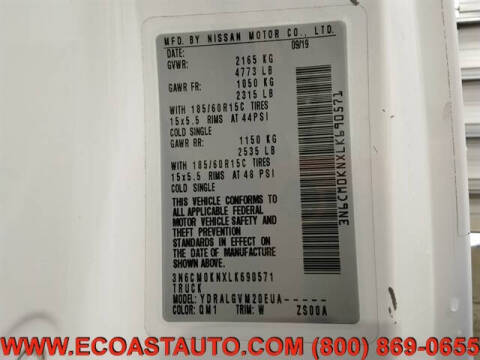 MFD. BY NISSAN MOTOR CO., LTD.
DATE: 09/19
GVWR: 2165 KG
4773 LB
GAWR FR: 1050 KG
2315 LB
WITH 185/60R15C TIRES
15x5.5 RIMS AT 44PSI
COLD SINGLE
GAWR RR: 1150 KG
2535 LB
WITH 185/60R15C TIRES
15x5.5 RIMS AT 48 PSI
COLD SINGLE
THIS VEHICLE CONFORMS TO
ALL APPLICABLE FEDERAL
MOTOR VEHICLE SAFETY
STANDARDS IN EFFECT ON
THE DATE OF MANUFACTURE
SHOWN ABOVE.
3N6CM0KNXLK690571
TRUCK
MODEL: YDRALGVM20EUA-----
COLOR: QM1 TRIM: W ZS00A
3N6CM0KNXLK690571
WWW.ECOASTAUTO.COM (800) 869-0655